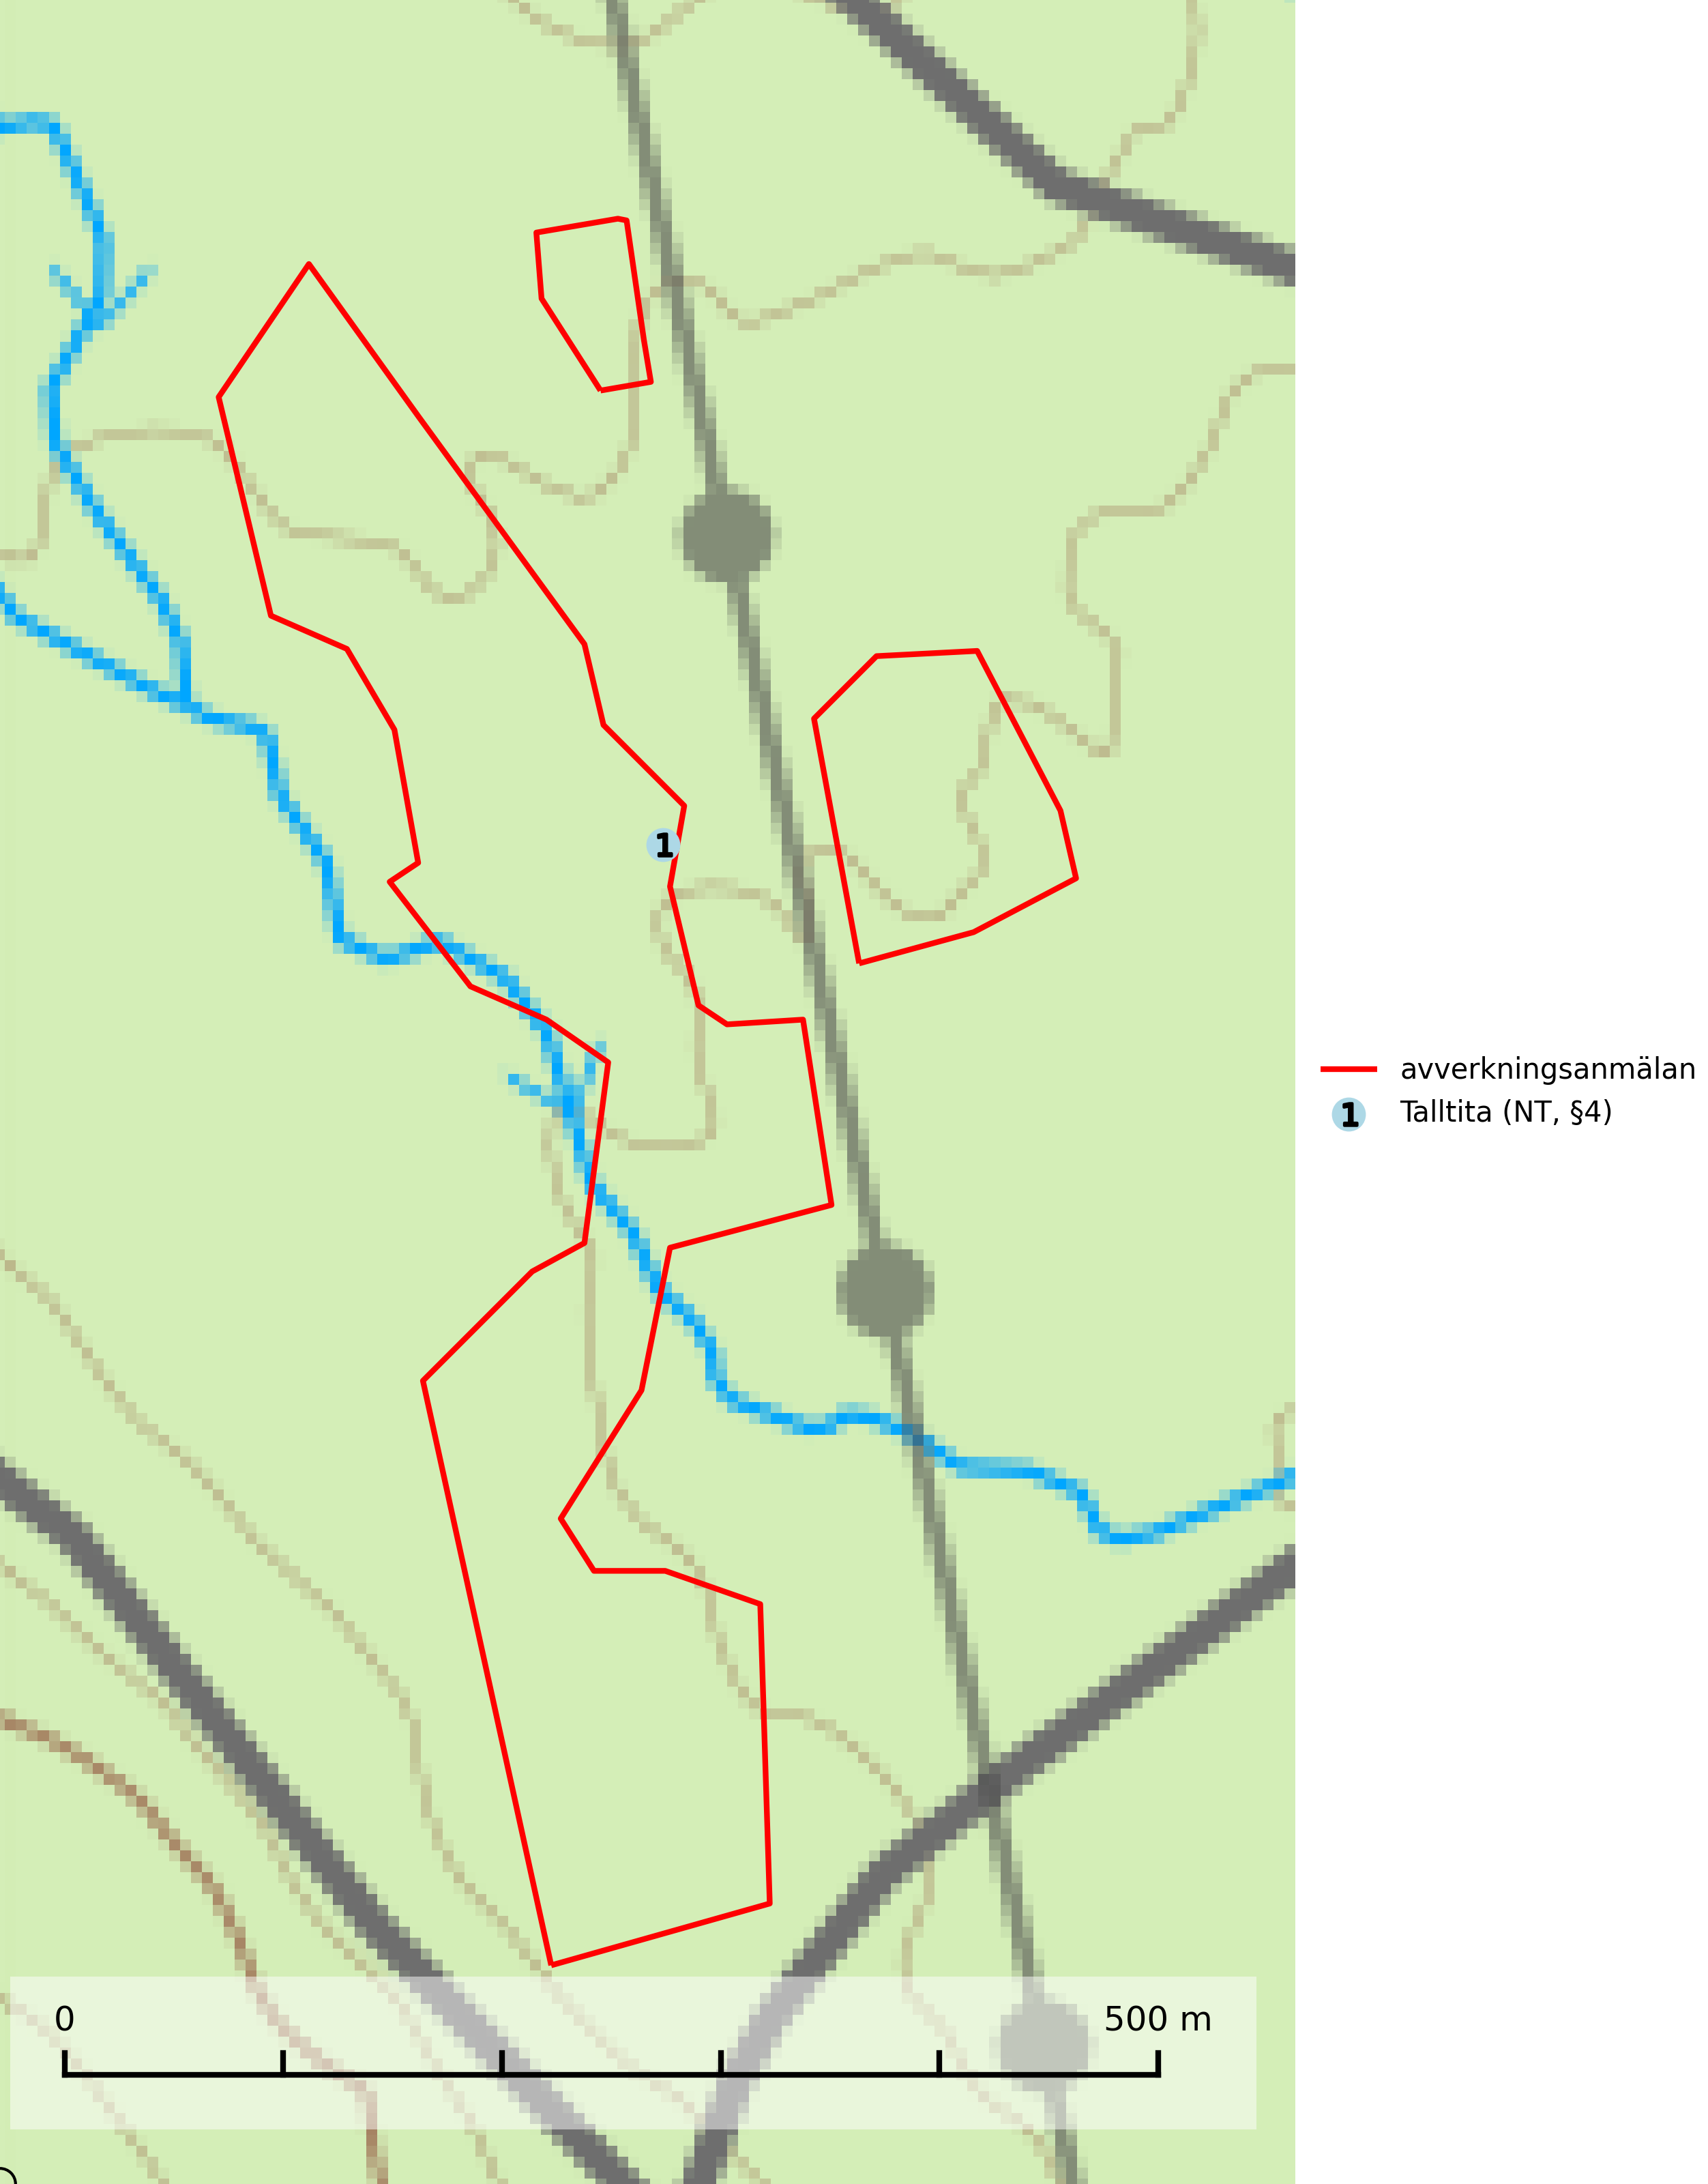 1
avverkningsanmälan
1 Talltita (NT, §4)
0 500 m